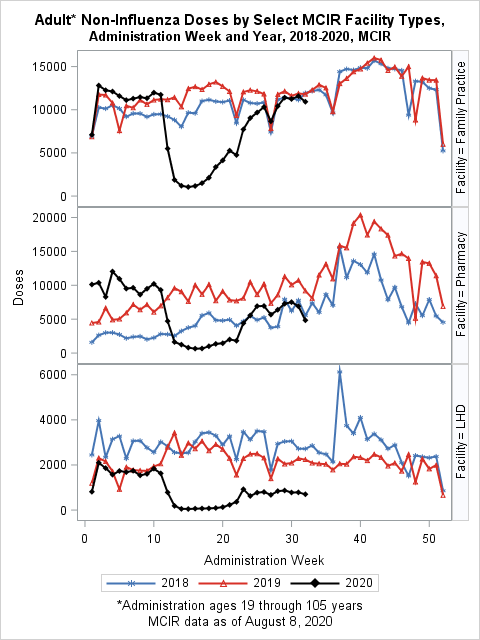 Adult* Non-Influenza Doses by Select MCIR Facility Types,
Administration Week and Year, 2018-2020, MCIR
15000
10000
5000
0
Facility = Family Practice
20000
15000
10000
5000
0
Facility = Pharmacy
Doses
6000
4000
2000
0
Facility = LHD
0 10 20 30 40 50
Administration Week
2018 2019 2020
*Administration ages 19 through 105 years
MCIR data as of August 8, 2020